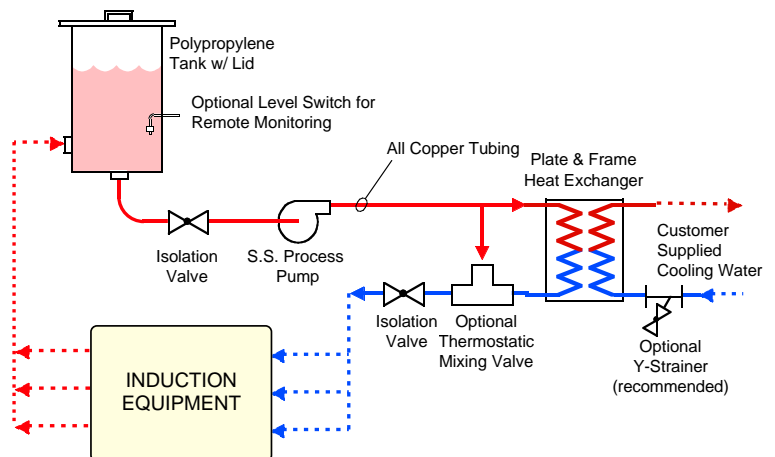 Polypropylene
Tank w/ Lid
Optional Level Switch for
Remote Monitoring
All Copper Tubing
Plate & Frame
Heat Exchanger
Isolation
Valve
S.S. Process
Pump
Customer
Supplied
Cooling Water
Isolation
Valve
Optional
Thermostatic
Mixing Valve
Optional
Y-Strainer
(recommended)
INDUCTION
EQUIPMENT